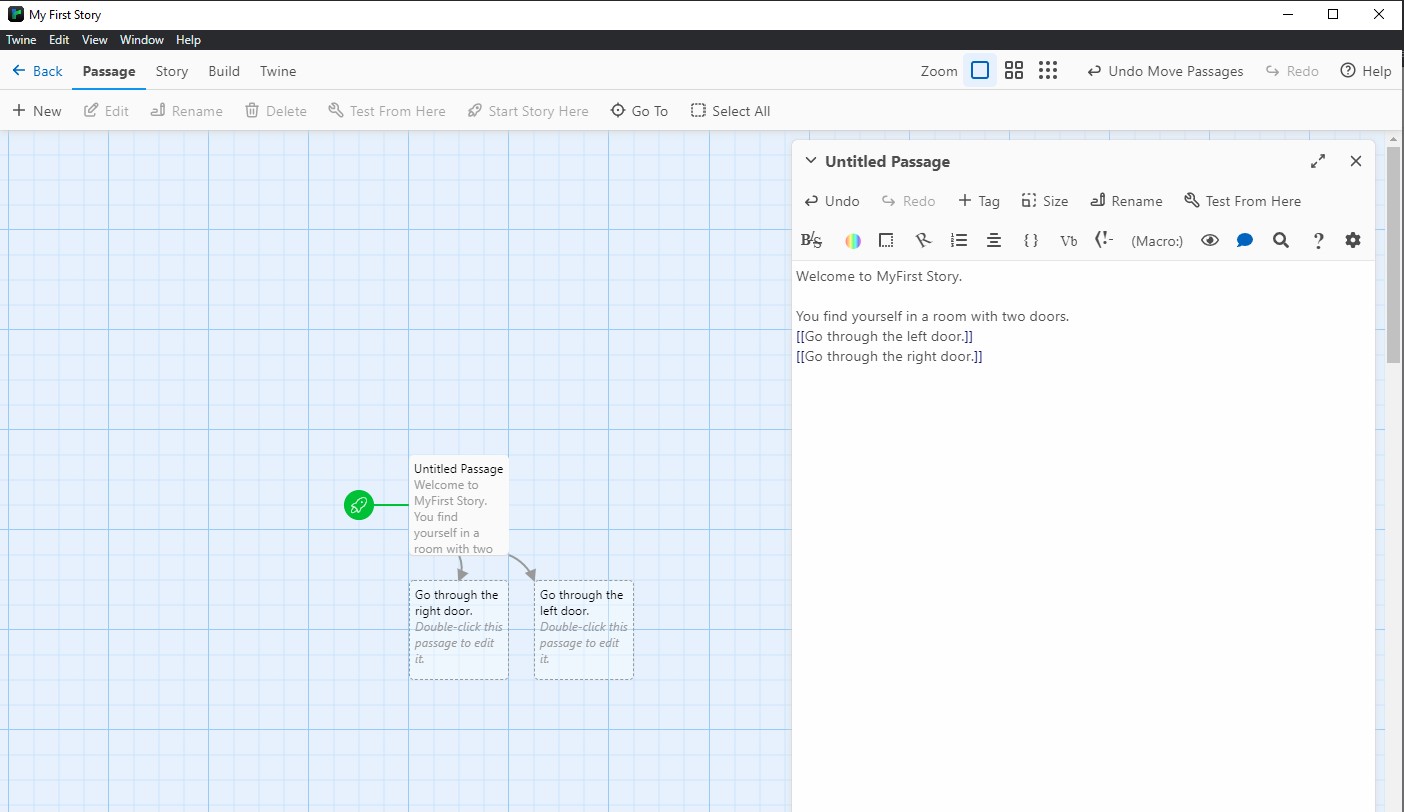 My First Story
Twine Edit View Window Help
Back Passage Story Build Twine Zoom Undo Move Passages Redo Help
New Edit Rename Delete Test From Here Start Story Here Go To Select All
Untitled Passage
Undo Redo Tag Size Rename Test From Here
B/S { } Vb (Macro:) ?
Welcome to MyFirst Story.
You find yourself in a room with two doors.
[[Go through the left door.]]
[[Go through the right door.]]
Untitled Passage
Welcome to
MyFirst Story.
You find
yourself in a
room with two
Go through the
right door.
Double-click this
passage to edit
it.
Go through the
left door.
Double-click this
passage to edit
it.